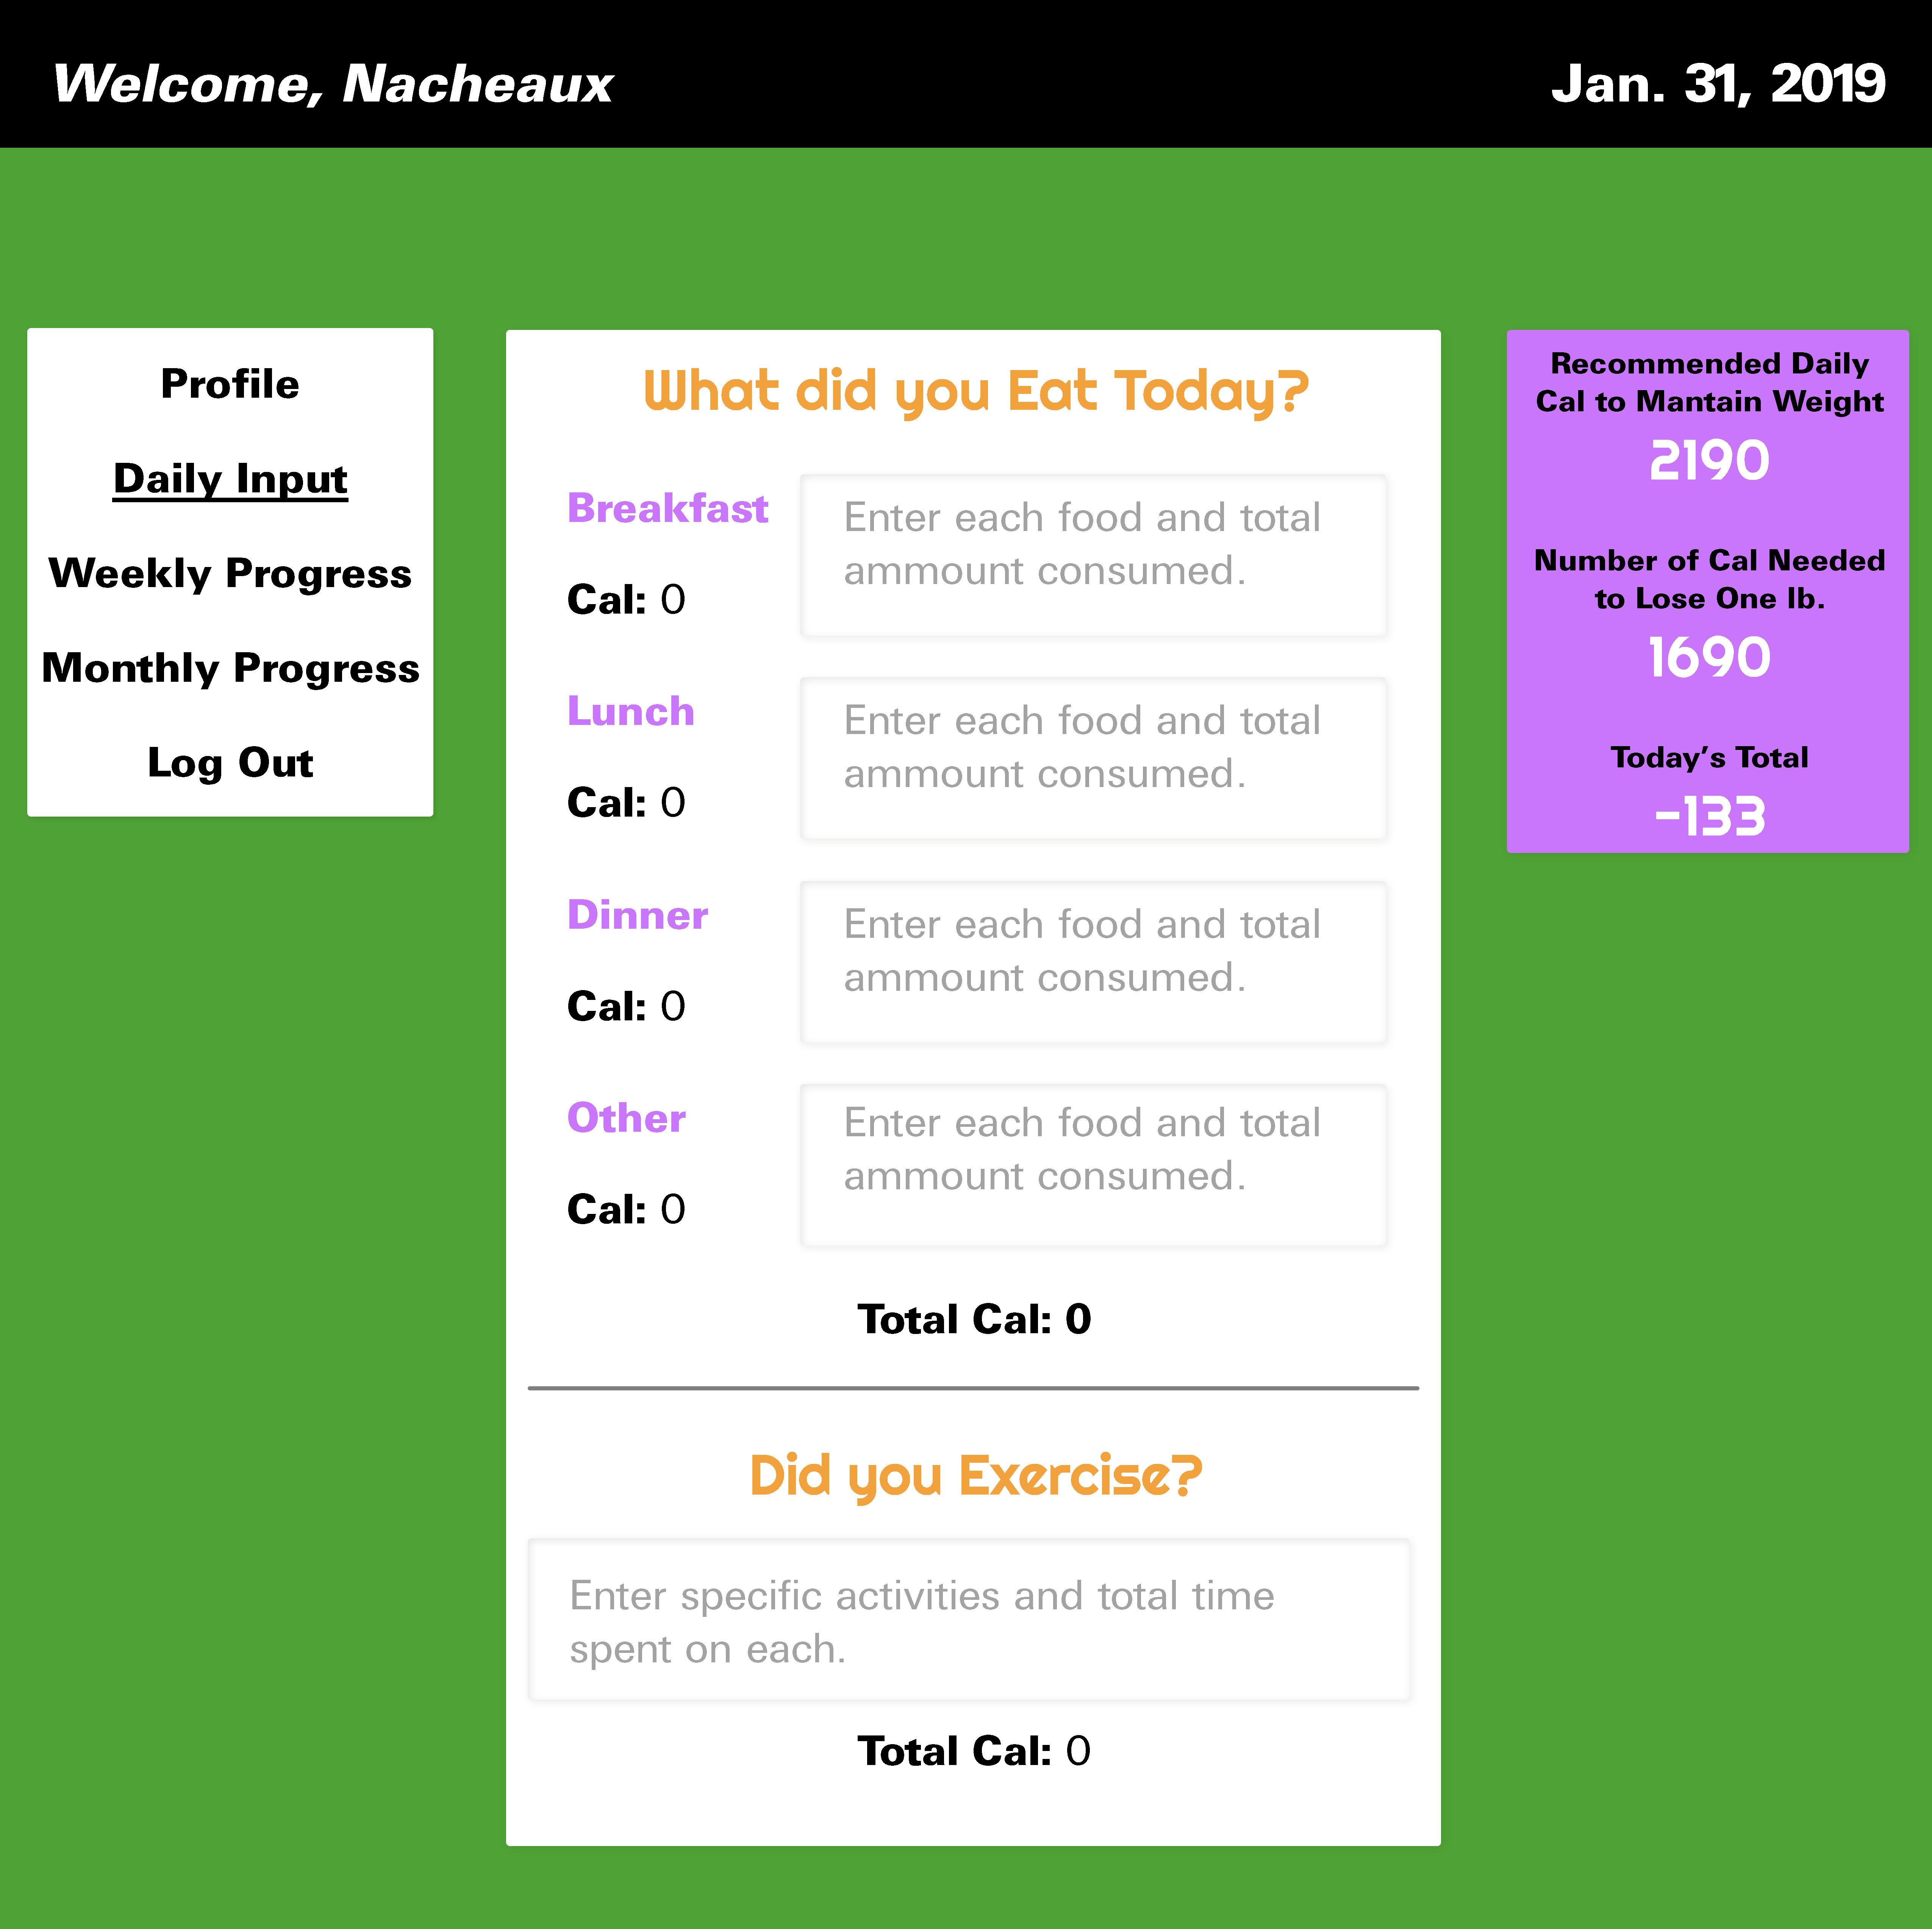 Welcome, Nacheaux
Jan. 31, 2019
Profile
Daily Input
Weekly Progress
Monthly Progress
Log Out
What did you Eat Today?
Breakfast
Cal: 0
Enter each food and total
ammount consumed.
Lunch
Cal: 0
Enter each food and total
ammount consumed.
Dinner
Cal: 0
Enter each food and total
ammount consumed.
Other
Cal: 0
Enter each food and total
ammount consumed.
Total Cal: 0
Did you Exercise?
Enter specific activities and total time
spent on each.
Total Cal: 0
Recommended Daily
Cal to Mantain Weight
2190
Number of Cal Needed
to Lose One lb.
1690
Today's Total
-133